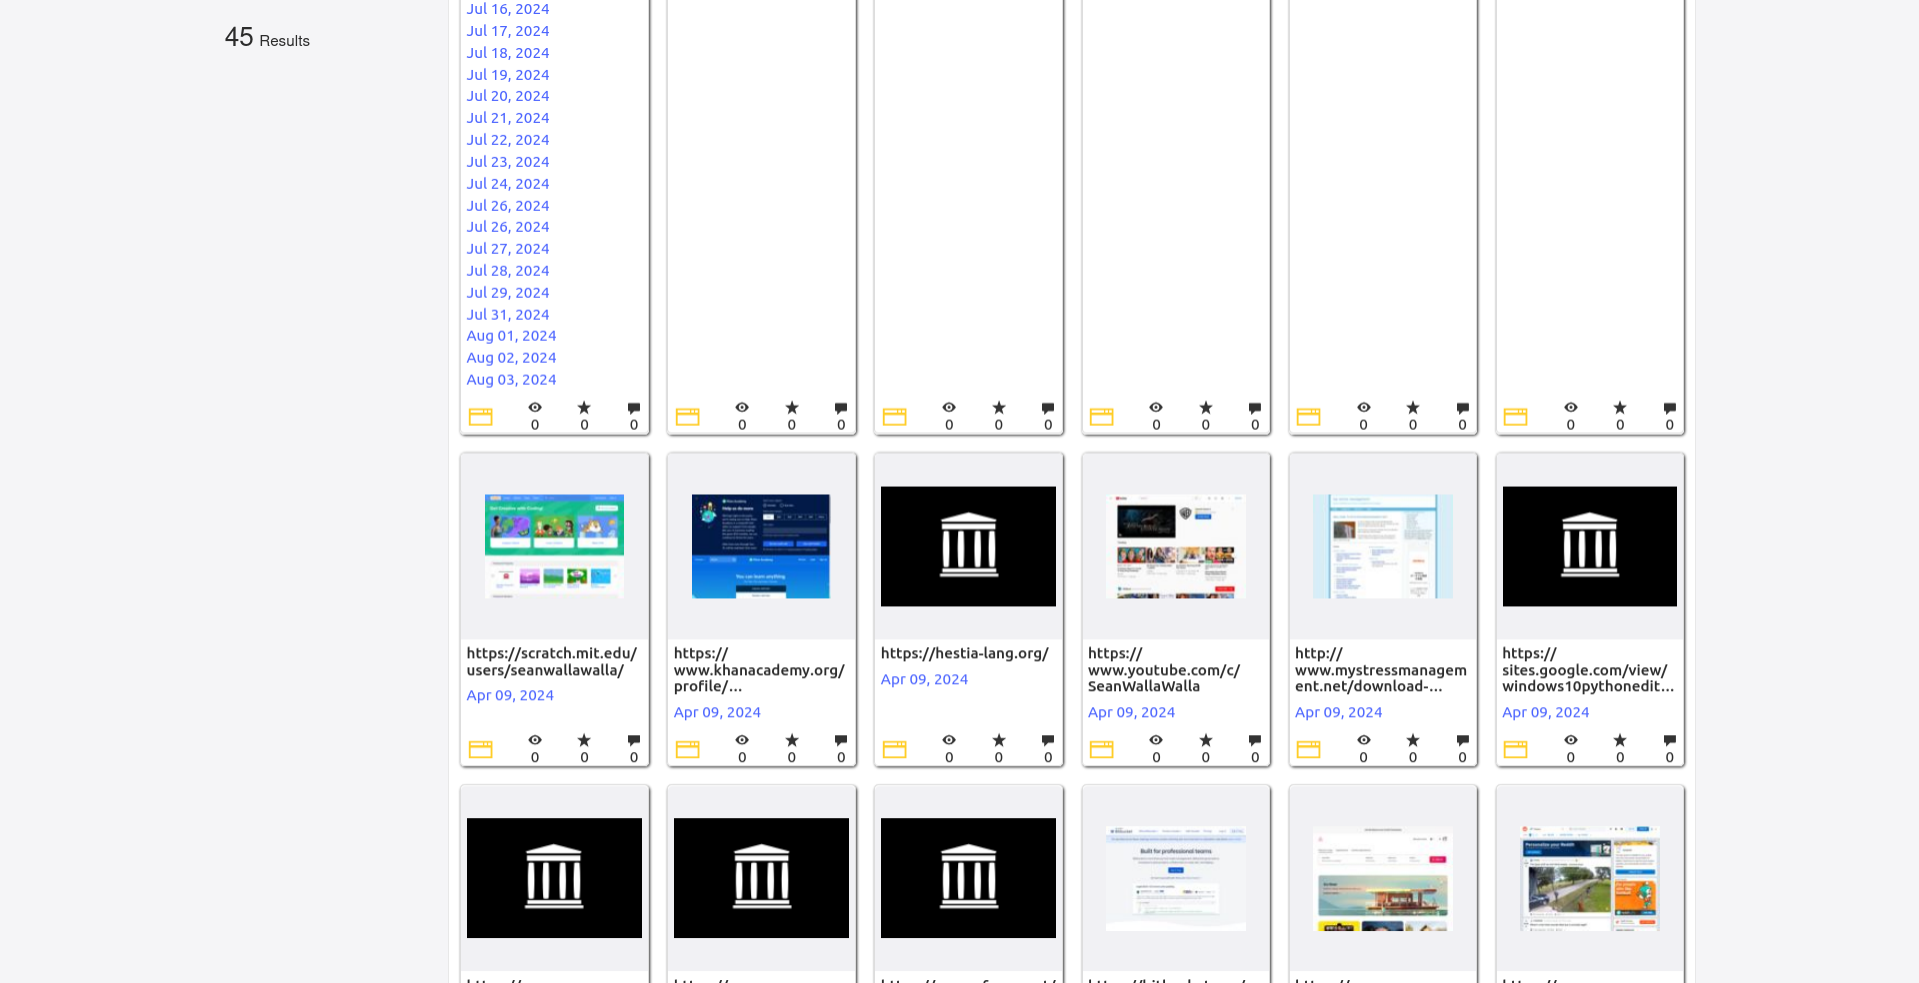 45 Results
Jul 16, 2024
Jul 17, 2024
Jul 18, 2024
Jul 19, 2024
Jul 20, 2024
Jul 21, 2024
Jul 22, 2024
Jul 23, 2024
Jul 24, 2024
Jul 26, 2024
Jul 26, 2024
Jul 27, 2024
Jul 28, 2024
Jul 29, 2024
Jul 31, 2024
Aug 01, 2024
Aug 02, 2024
Aug 03, 2024
0 0 0
0 0 0
0 0 0
0 0 0
0 0 0
0 0 0
https://scratch.mit.edu/
users/seanwallawalla/
Apr 09, 2024
0 0 0
https://
www.khanacademy.org/
profile/...
Apr 09, 2024
0 0 0
https://hestia-lang.org/
Apr 09, 2024
0 0 0
https://
www.youtube.com/c/
SeanWallaWalla
Apr 09, 2024
0 0 0
http://
www.mystressmanagem
ent.net/download-...
Apr 09, 2024
0 0 0
https://
sites.google.com/view/
windows10pythonedit...
Apr 09, 2024
0 0 0
Built for professional teams